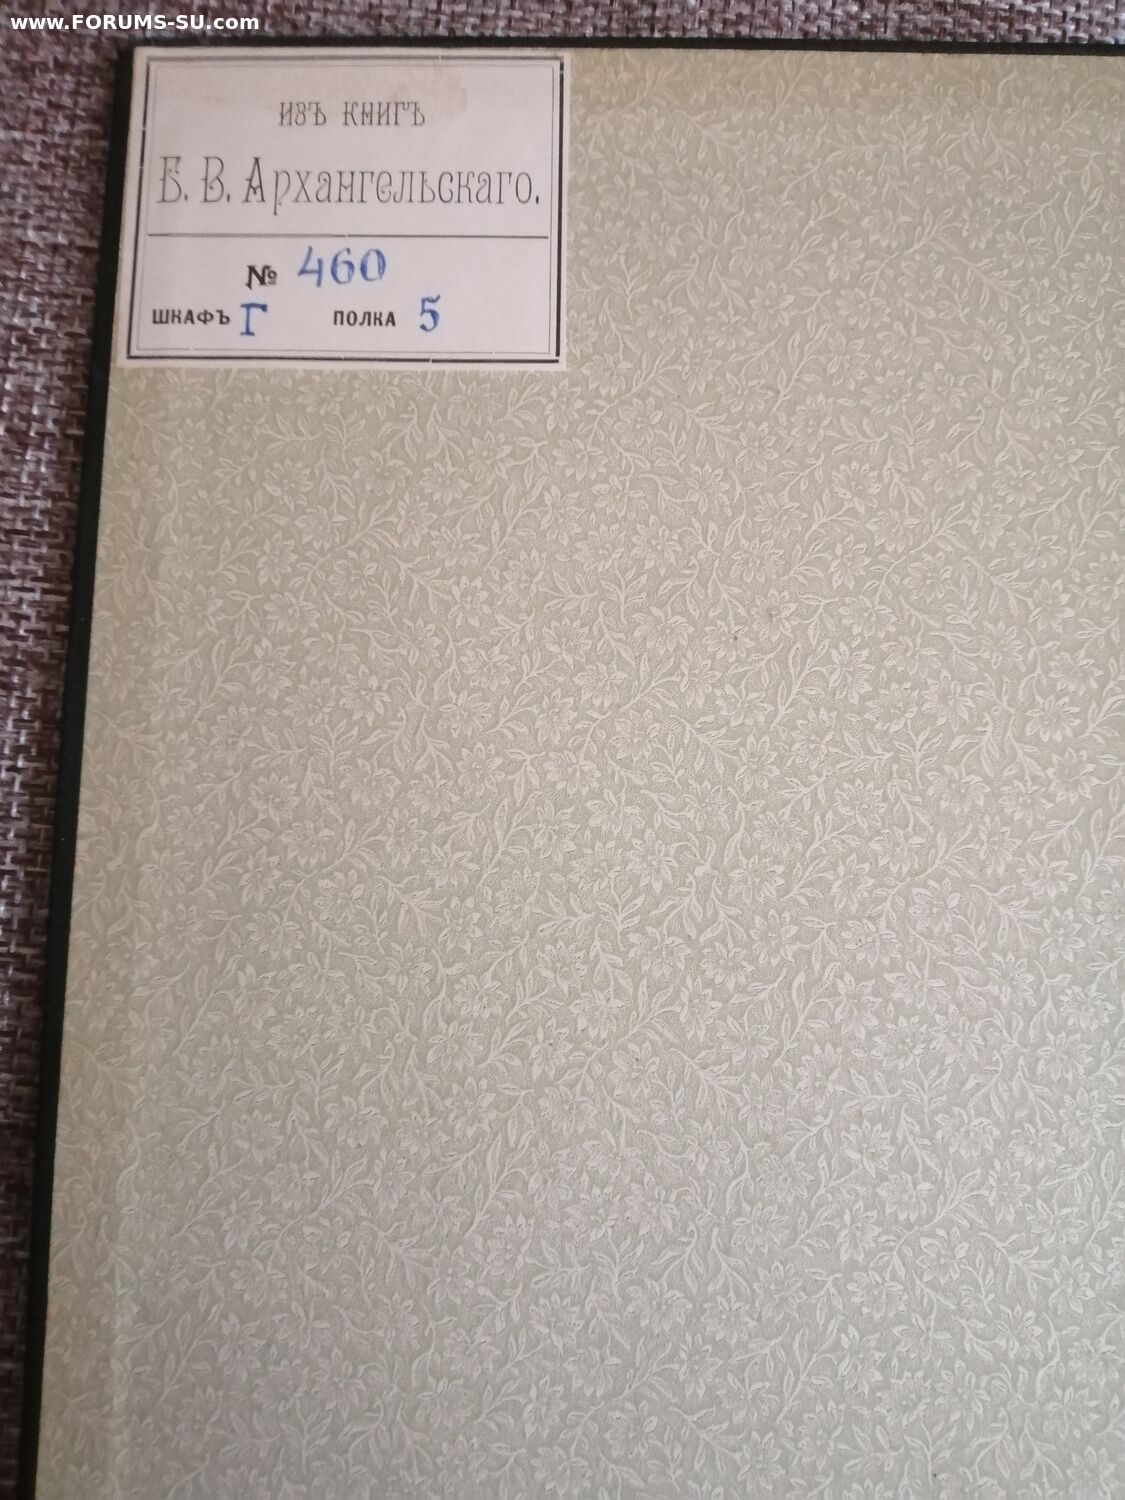 www.FORUMS-SU.com
ИЗЪ КНИГЪ
Б. В. Архангельскаго.
№ 460
ШКАФЪ Г ПОЛКА 5